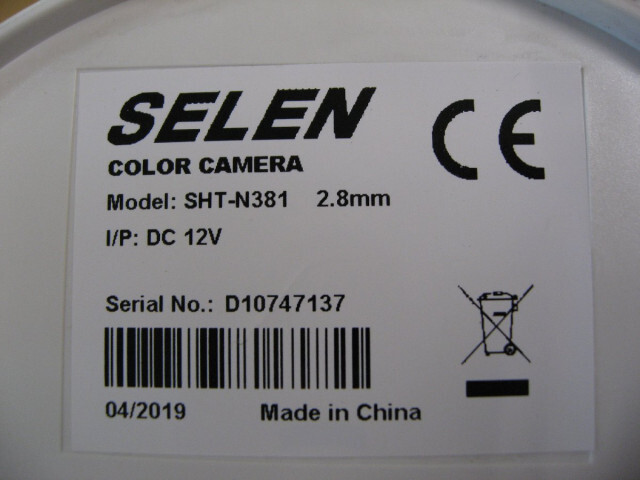 SELEN
CE
COLOR CAMERA
Model: SHT-N381 2.8mm
I/P: DC 12V
Serial No.: D10747137
04/2019 Made in China